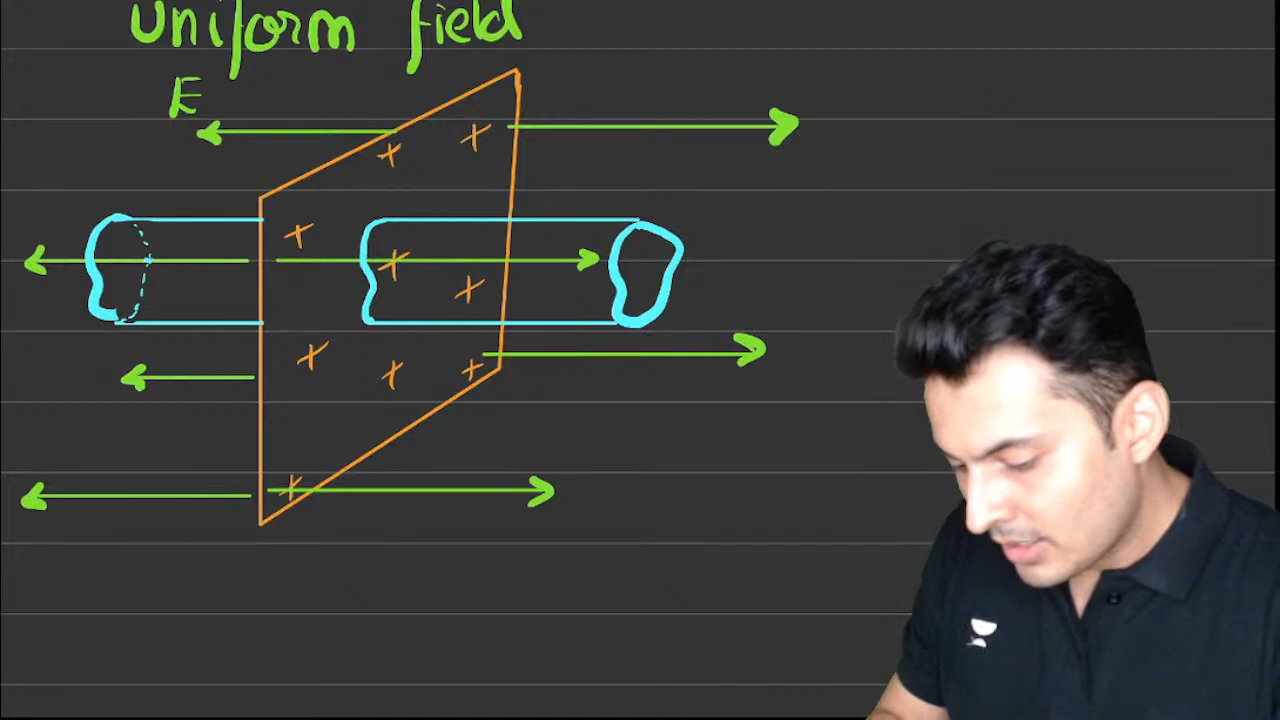 Uniform field
E
+ +
+
+
+
+ + +
+